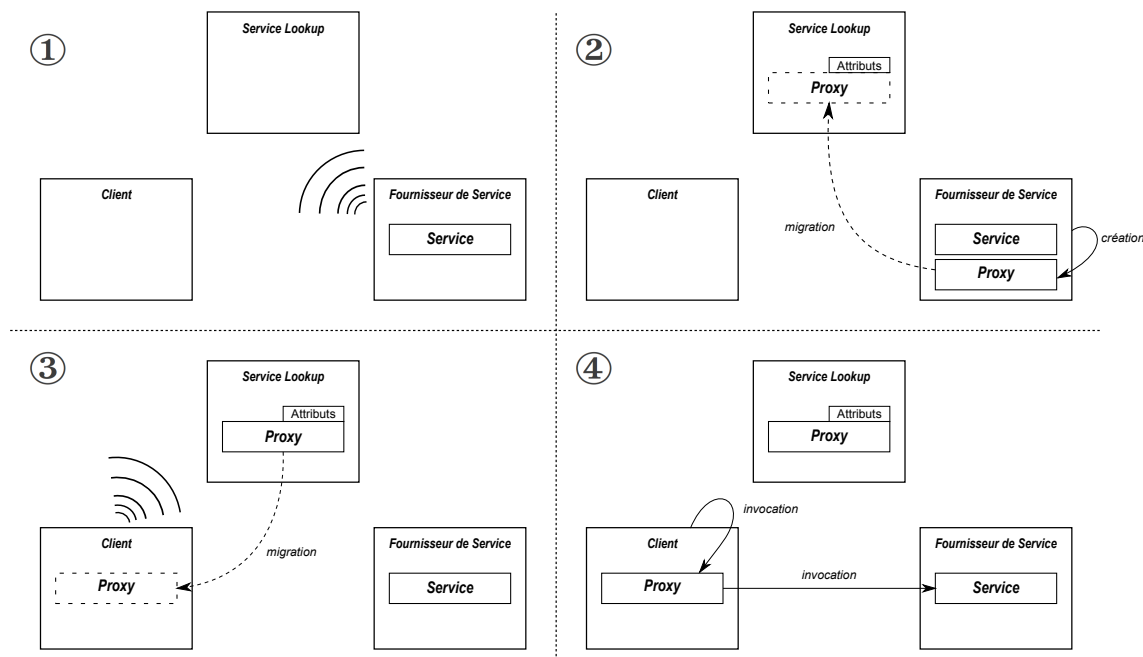 ①
Service Lookup
Client
Fournisseur de Service
Service
②
Service Lookup
Attributs
Proxy
Client
migration
Fournisseur de Service
Service
création
Proxy
③
Service Lookup
Attributs
Proxy
Client
Proxy
migration
Fournisseur de Service
Service
④
Service Lookup
Attributs
Proxy
invocation
Client
Proxy
invocation
Fournisseur de Service
Service